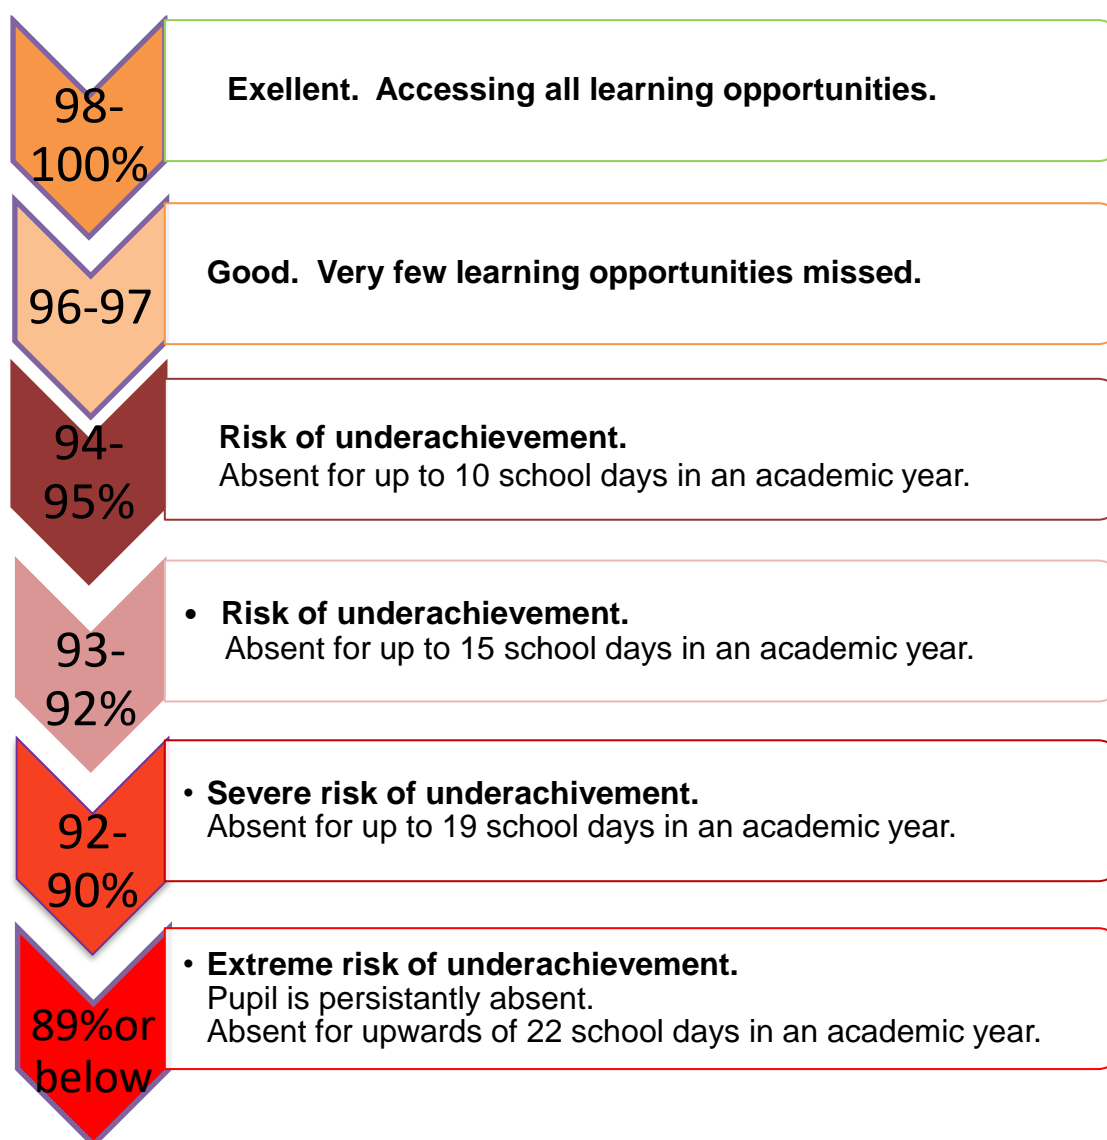 98-
100%
Exellent.  Accessing all learning opportunities.
96-97
Good.  Very few learning opportunities missed.
94-
95%
Risk of underachievement.
Absent for up to 10 school days in an academic year.
93-
92%
• Risk of underachievement.
Absent for up to 15 school days in an academic year.
92-
90%
• Severe risk of underachivement.
Absent for up to 19 school days in an academic year.
89%or
below
• Extreme risk of underachievement.
Pupil is persistantly absent.
Absent for upwards of 22 school days in an academic year.